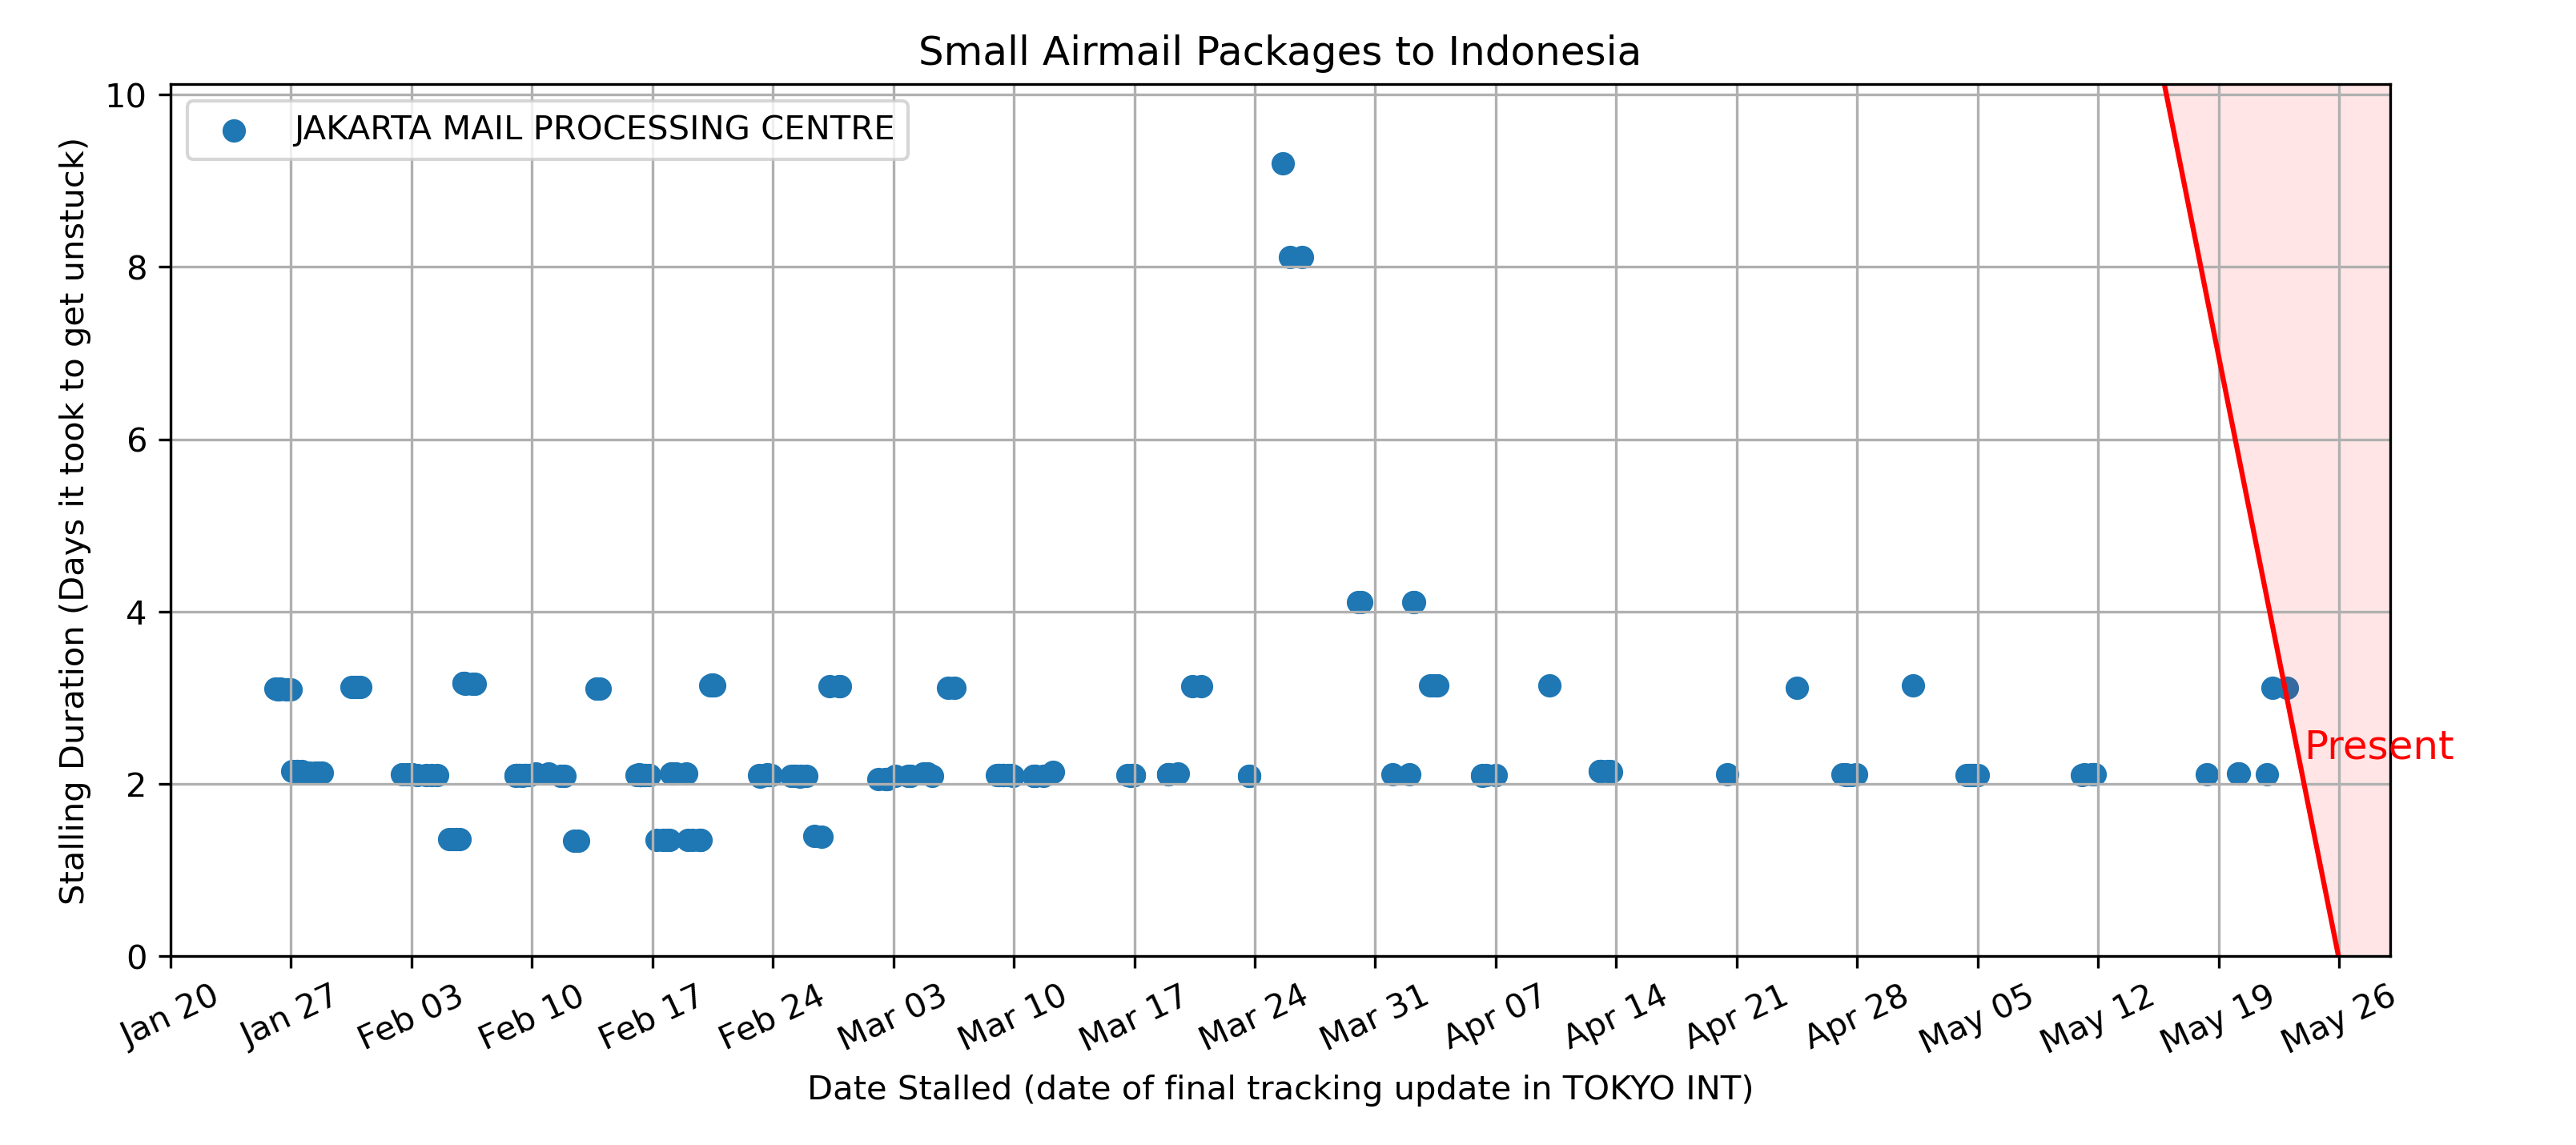 Small Airmail Packages to Indonesia
JAKARTA MAIL PROCESSING CENTRE
Stalling Duration (Days it took to get unstuck)
10
8
6
4
2
0
Present
Jan 20
Jan 27
Feb 03
Feb 10
Feb 17
Feb 24
Mar 03
Mar 10
Mar 17
Mar 24
Mar 31
Apr 07
Apr 14
Apr 21
Apr 28
May 05
May 12
May 19
May 26
Date Stalled (date of final tracking update in TOKYO INT)